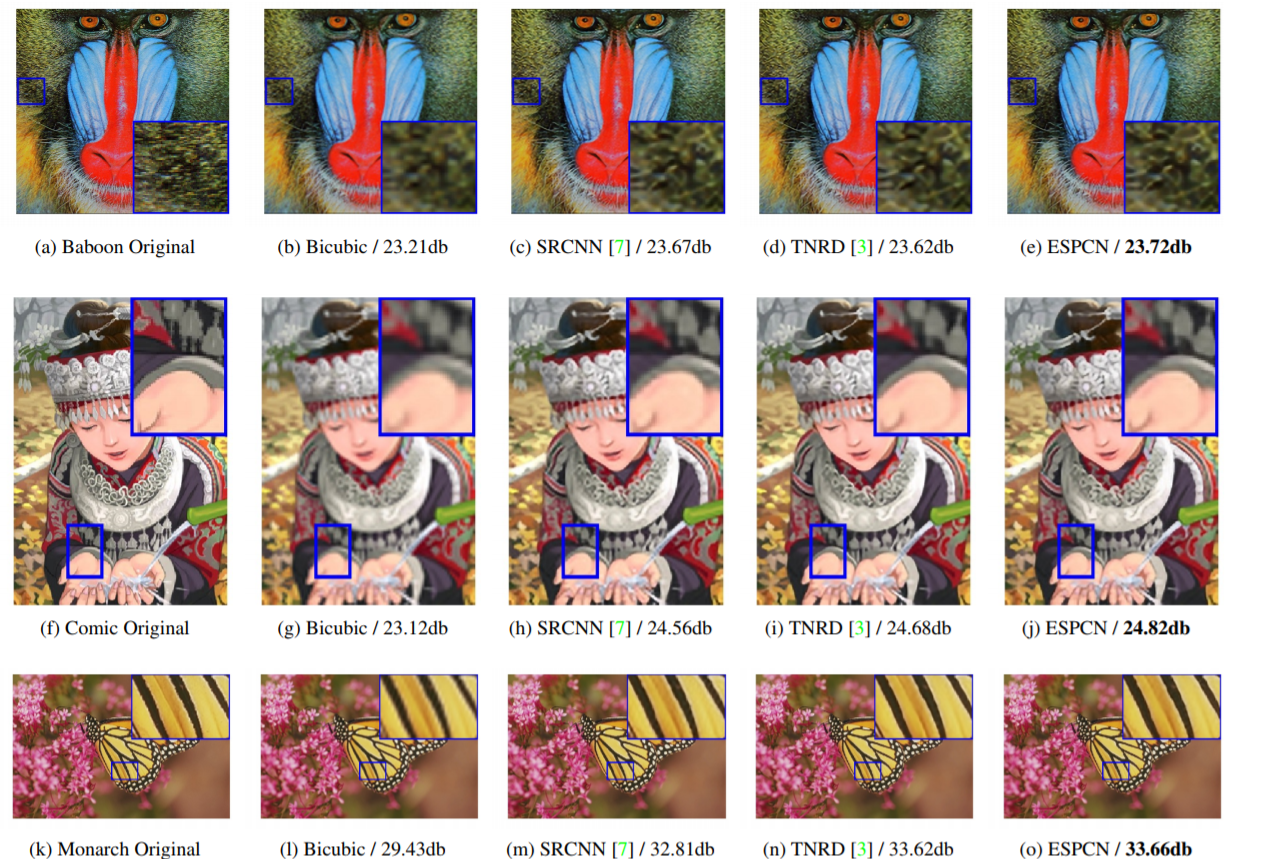 (a) Baboon Original
(b) Bicubic / 23.21db
(c) SRCNN [7] / 23.67db
(d) TNRD [3] / 23.62db
(e) ESPCN / 23.72db
(f) Comic Original
(g) Bicubic / 23.12db
(h) SRCNN [7] / 24.56db
(i) TNRD [3] / 24.68db
(j) ESPCN / 24.82db
(k) Monarch Original
(l) Bicubic / 29.43db
(m) SRCNN [7] / 32.81db
(n) TNRD [3] / 33.62db
(o) ESPCN / 33.66db